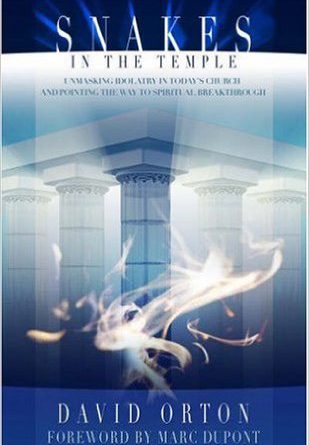 SNAKES
IN THE TEMPLE
UNMASKING IDOLATRY IN TODAY'S CHURCH
AND POINTING THE WAY TO SPIRITUAL BREAKTHROUGH
DAVID ORTON
FOREWORD BY MARC DUPONT